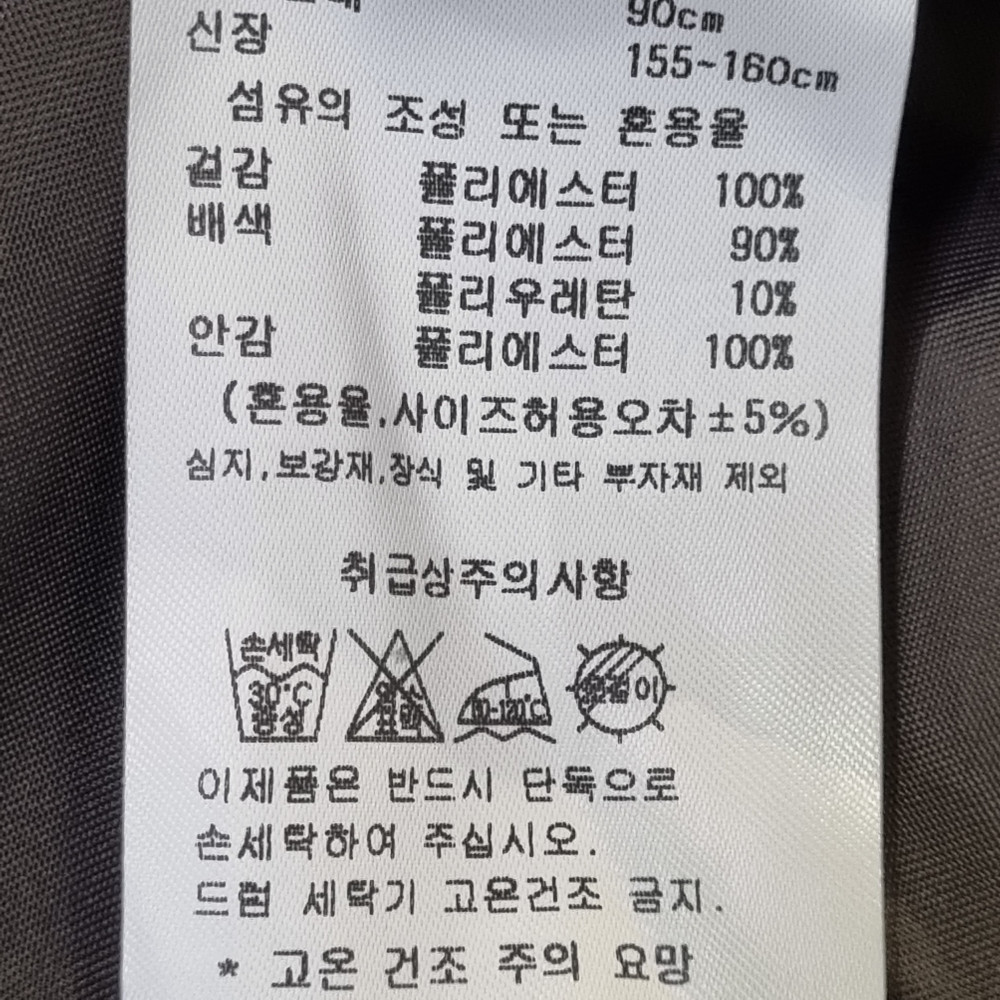 90cm
신장 155~160cm
섬유의 조성 또는 혼용율
겉감 폴리에스터 100%
배색 폴리에스터 90%
폴리우레탄 10%
안감 폴리에스터 100%
(혼용율,사이즈허용오차±5%)
심지,보강재,장식 및 기타 부자재 제외
취급상주의사항
손세탁
30°C
중성
80-120°C
이제품은 반드시 단독으로
손세탁하여 주십시오.
드럼 세탁기 고온건조 금지.
* 고온 건조 주의 요망